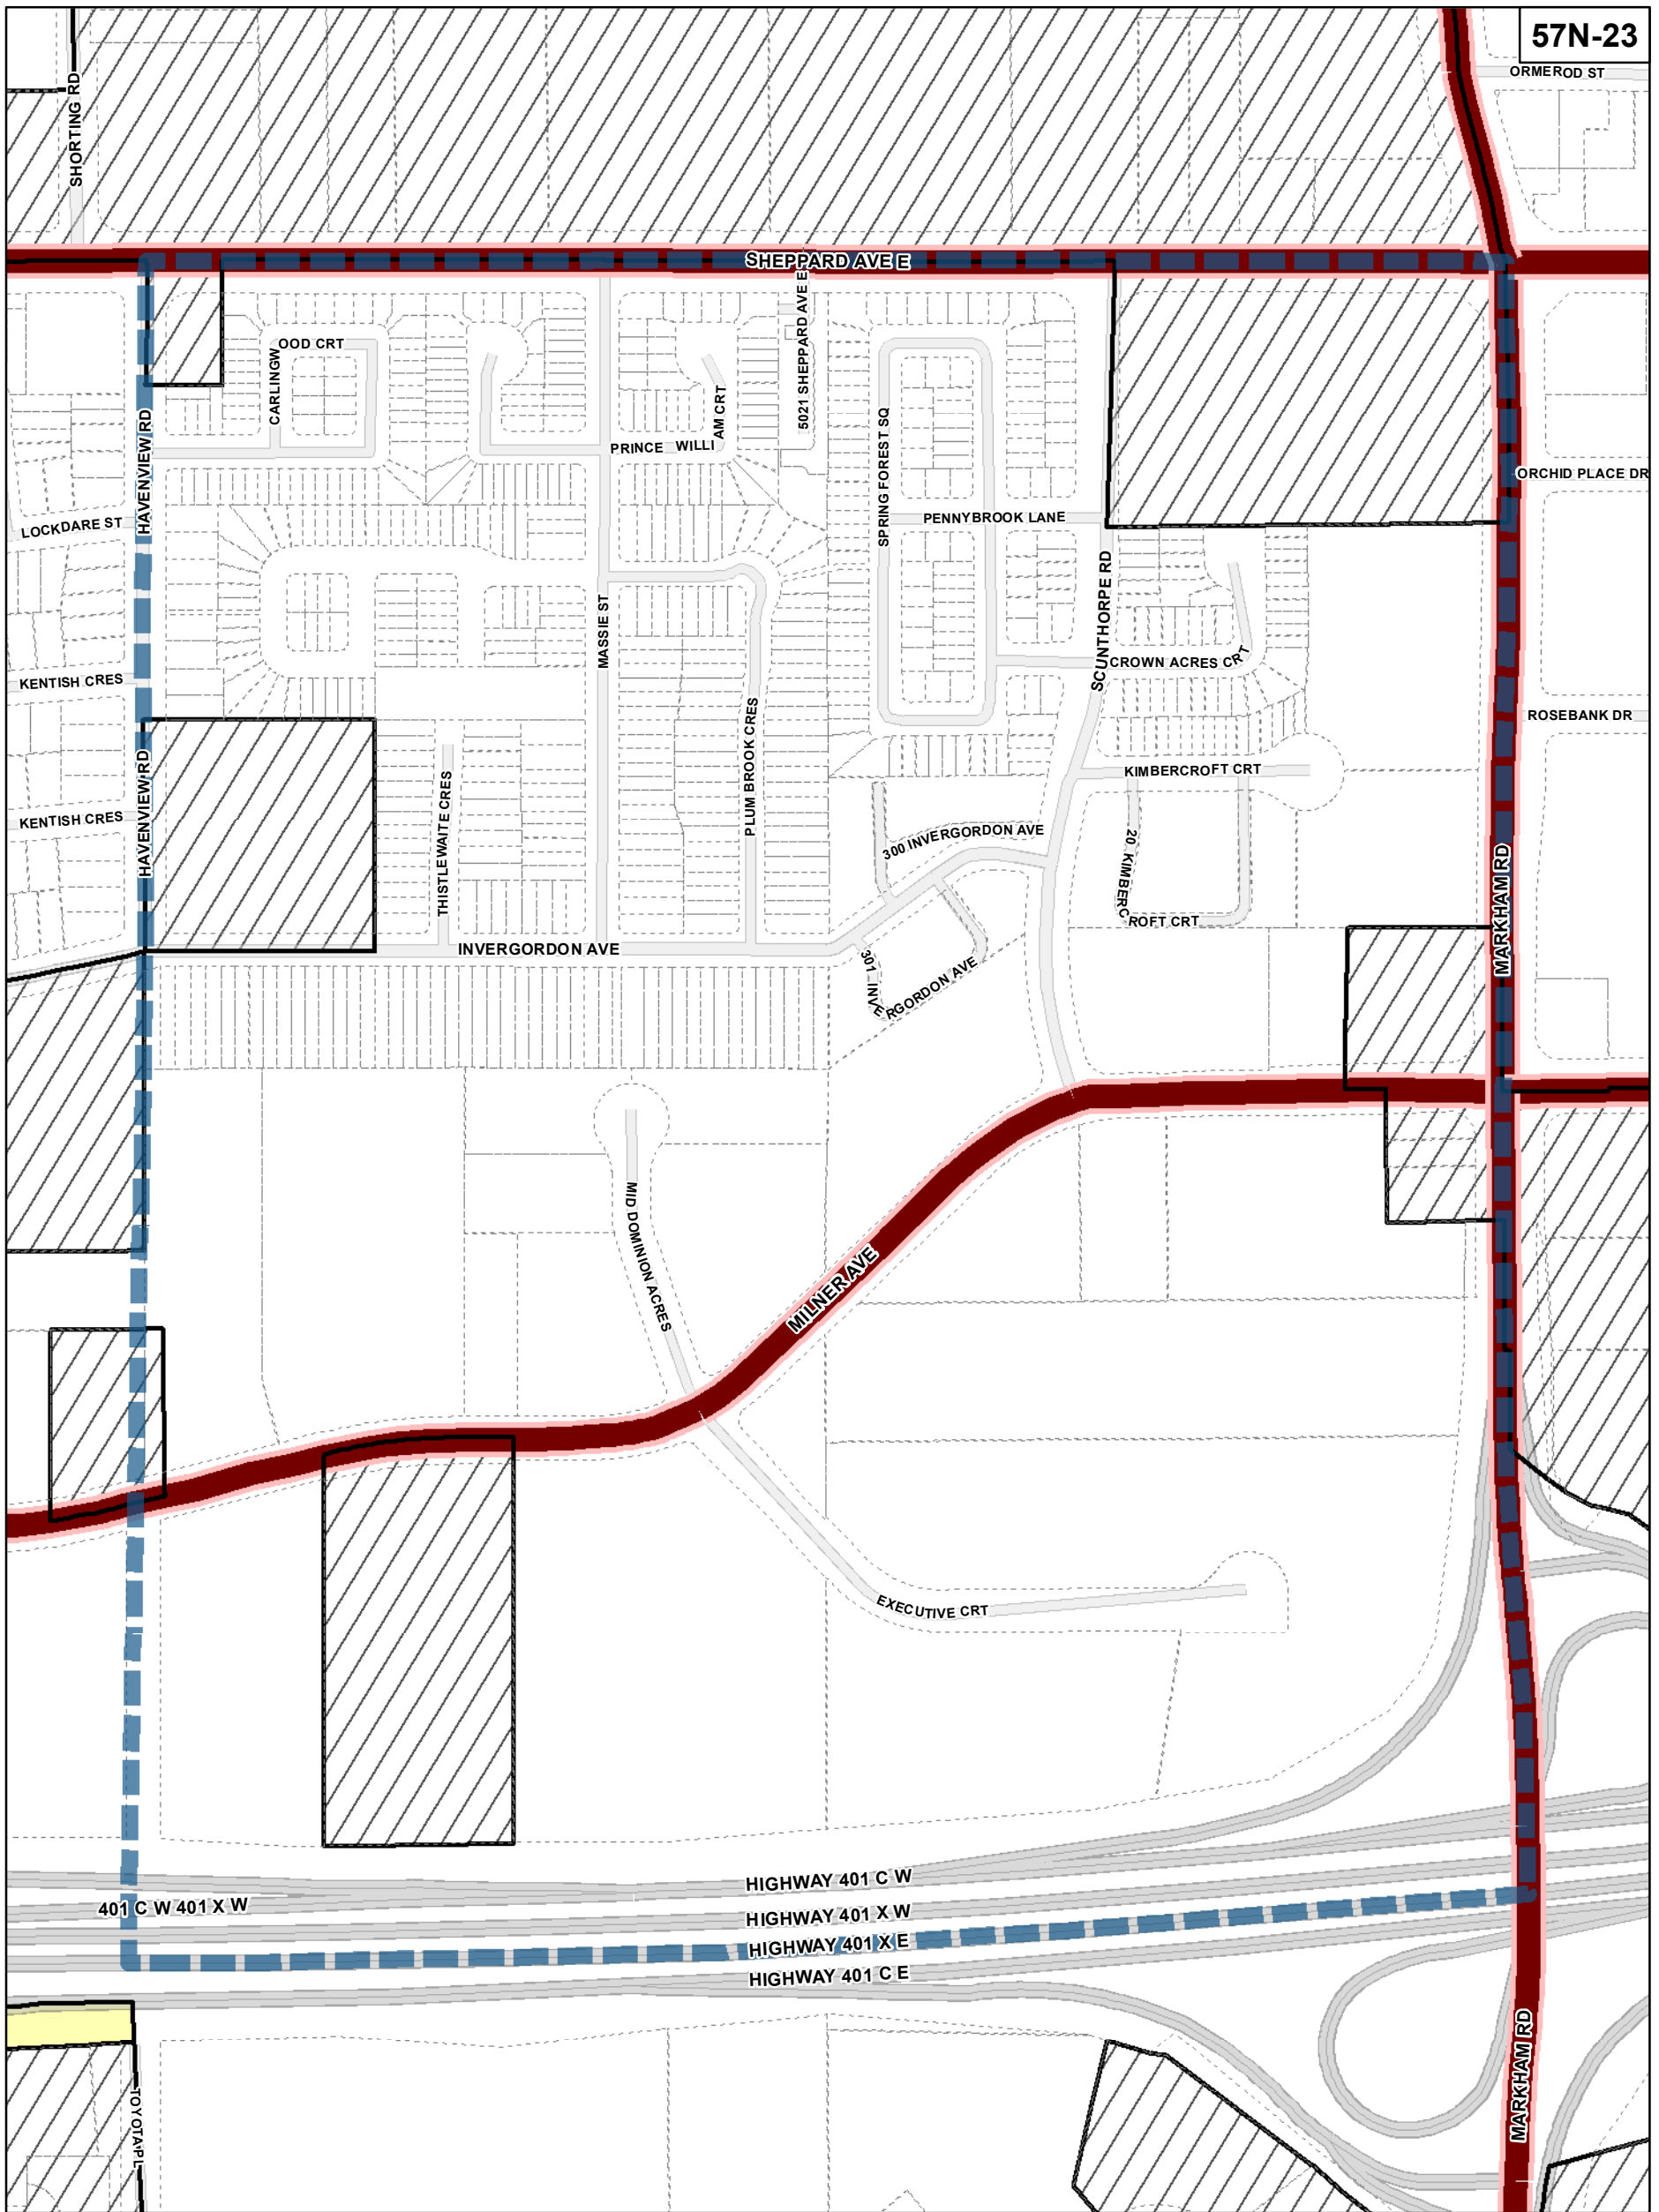 57N-23
ORMEROD ST
SHORTING RD
SHEPPARD AVE E
5021 SHEPPARD AVE E
CARLINGWOOD CRT
PRINCE WILLIAM CRT
HAVENVIEW RD
SPRING FOREST SQ
ORCHID PLACE DR
LOCKDARE ST
PENNYBROOK LANE
MASSIE ST
SCUNTHORPE RD
CROWN ACRES CRT
KENTISH CRES
ROSEBANK DR
PLUM BROOK CRES
KIMBERCROFT CRT
HAVENVIEW RD
KENTISH CRES
THISTLEWAITE CRES
300 INVERGORDON AVE
20 KIMBERCROFT CRT
MARKHAM RD
INVERGORDON AVE
301 INVERGORDON AVE
MID DOMINION ACRES
MILNER AVE
EXECUTIVE CRT
HIGHWAY 401 C W
401 C W 401 X W
HIGHWAY 401 X W
HIGHWAY 401 X E
HIGHWAY 401 C E
MARKHAM RD
TOYOTA PL